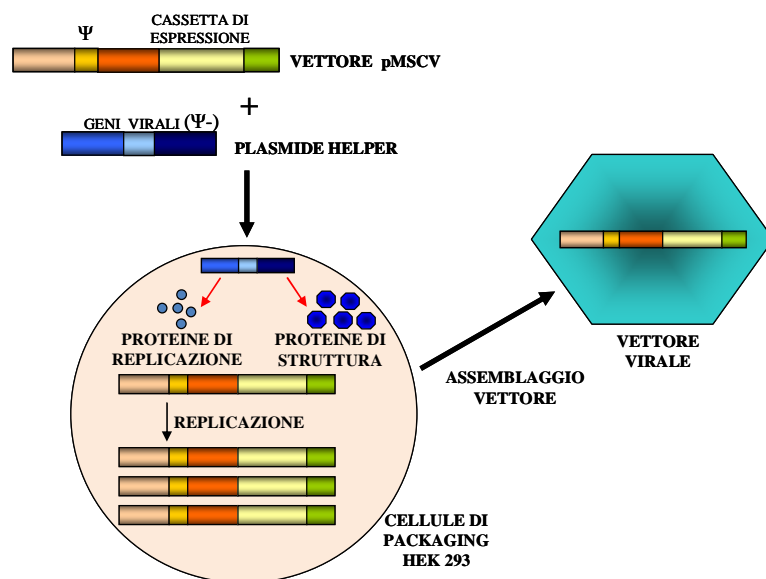 Ψ
CASSETTA DI
ESPRESSIONE
VETTORE pMSCV
+
GENI VIRALI (Ψ-)
PLASMIDE HELPER
PROTEINE DI
REPLICAZIONE
PROTEINE DI
STRUTTURA
REPLICAZIONE
CELLULE DI
PACKAGING
HEK 293
ASSEMBLAGGIO
VETTORE
VETTORE
VIRALE